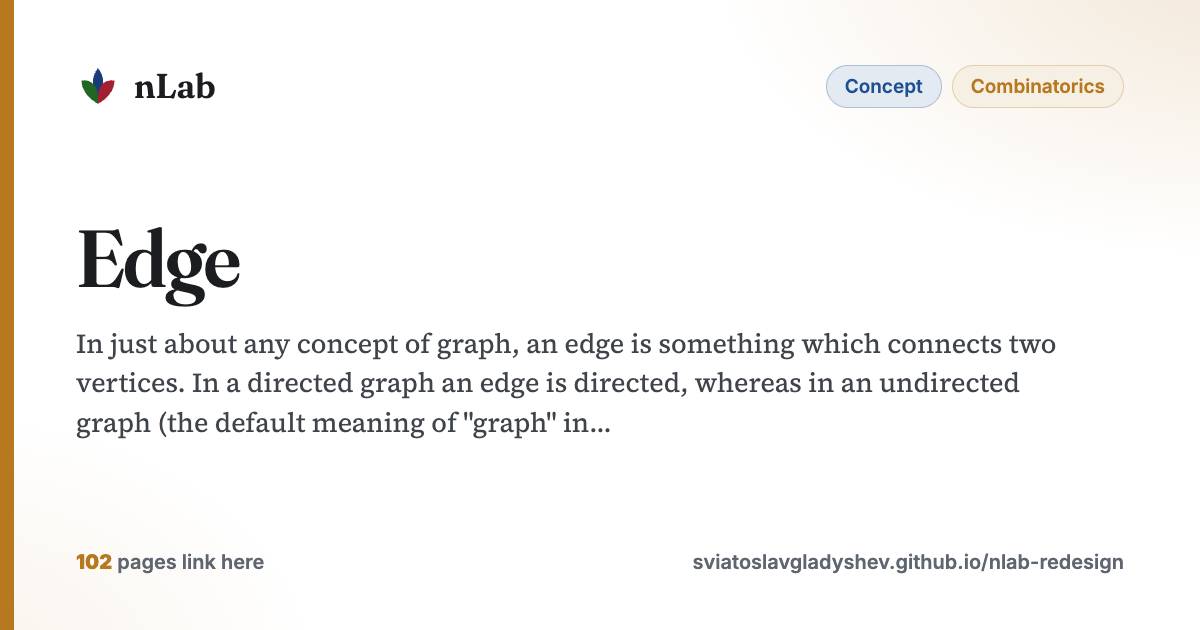 nLab
Concept
Combinatorics
Edge
In just about any concept of graph, an edge is something which connects two
vertices. In a directed graph an edge is directed, whereas in an undirected
graph (the default meaning of "graph" in...
102 pages link here
sviatoslavgladyshev.github.io/nlab-redesign